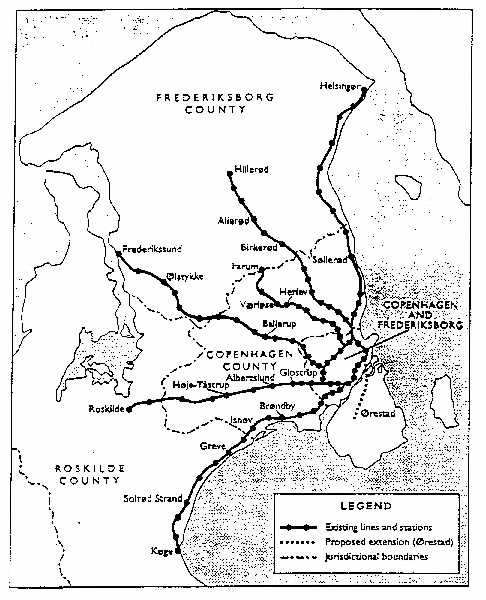 Helsingør
FREDERIKSBORG
COUNTY
Hillerød
Allerød
Birkerød
Frederikssund
Farum
Søllerød
Ølstykke
Herlev
Værløse
COPENHAGEN
AND
FREDERIKSBORG
Ballerup
COPENHAGEN
COUNTY
Glostrup
Albertslund
Høje-Tåstrup
Roskilde
Brøndby
Ørestad
Ishøj
Greve
ROSKILDE
COUNTY
Solrød Strand
Køge
LEGEND
Existing lines and stations
Proposed extension (Ørestad)
Jurisdictional boundaries